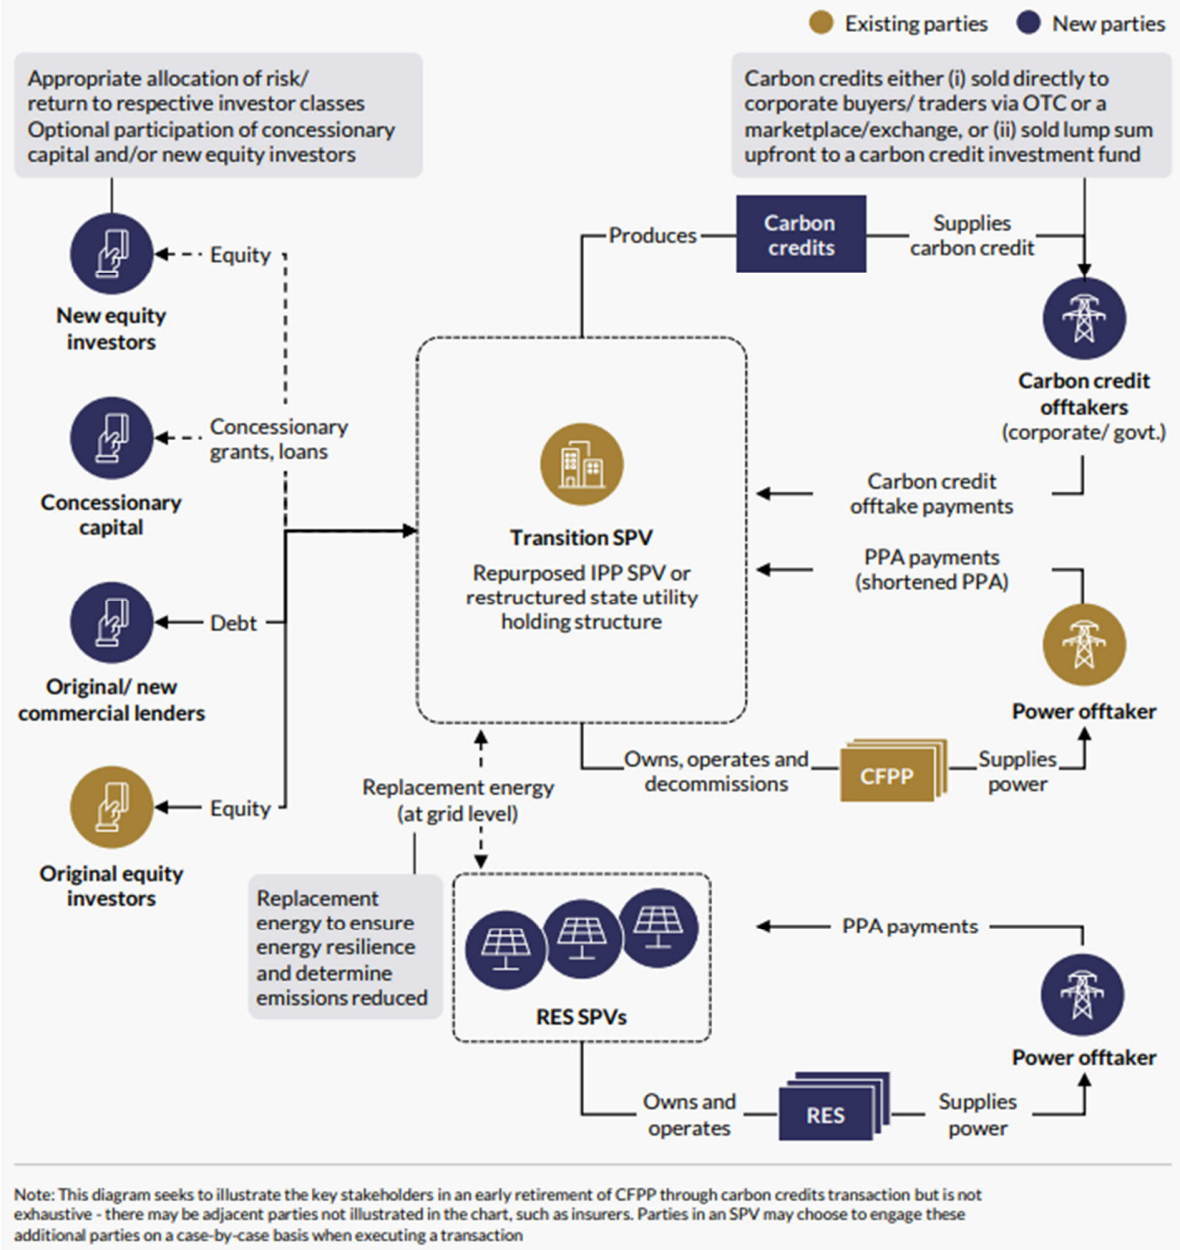 Existing parties
New parties
Appropriate allocation of risk/
return to respective investor classes
Optional participation of concessionary
capital and/or new equity investors
Carbon credits either (i) sold directly to
corporate buyers/ traders via OTC or a
marketplace/exchange, or (ii) sold lump sum
upfront to a carbon credit investment fund
Produces
Carbon
credits
Supplies
carbon credit
Equity
New equity
investors
Carbon credit
offtakers
(corporate/ govt.)
Concessionary
grants, loans
Concessionary
capital
Transition SPV
Repurposed IPP SPV or
restructured state utility
holding structure
Carbon credit
offtake payments
PPA payments
(shortened PPA)
Debt
Original/ new
commercial lenders
Power offtaker
Owns, operates and
decommissions
CFPP
Supplies
power
Replacement energy
(at grid level)
Equity
Original equity
investors
Replacement
energy to ensure
energy resilience
and determine
emissions reduced
RES SPVs
PPA payments
Power offtaker
Owns and
operates
RES
Supplies
power
Note: This diagram seeks to illustrate the key stakeholders in an early retirement of CFPP through carbon credits transaction but is not
exhaustive - there may be adjacent parties not illustrated in the chart, such as insurers. Parties in an SPV may choose to engage these
additional parties on a case-by-case basis when executing a transaction